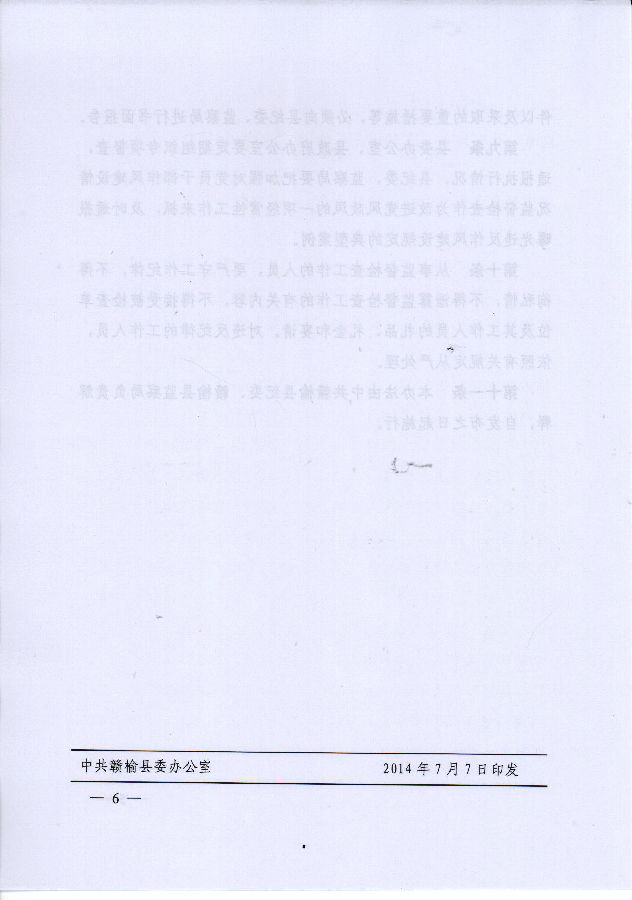 件以及采取的重要措施等，必须向县纪委、监察局进行书面报告。
第九条 县委办公室、县政府办公室要定期组织专项督查，
通报执行情况，县纪委、监察局要把加强对党员干部作风建设情
况监督检查作为改进党风政风的一项经常性工作来抓，及时通报
曝光违反作风建设规定的典型案例。
第十条 从事监督检查工作的人员，要严守工作纪律，不得
徇私情，不得泄露监督检查工作的有关内容，不得接受被检查单
位及其工作人员的礼品、礼金和宴请。对违反纪律的工作人员，
依照有关规定从严处理。
第十一条 本办法由中共赣榆县纪委、赣榆县监察局负责解
释，自发布之日起施行。
中共赣榆县委办公室 2014年7月7日印发
— 6 —